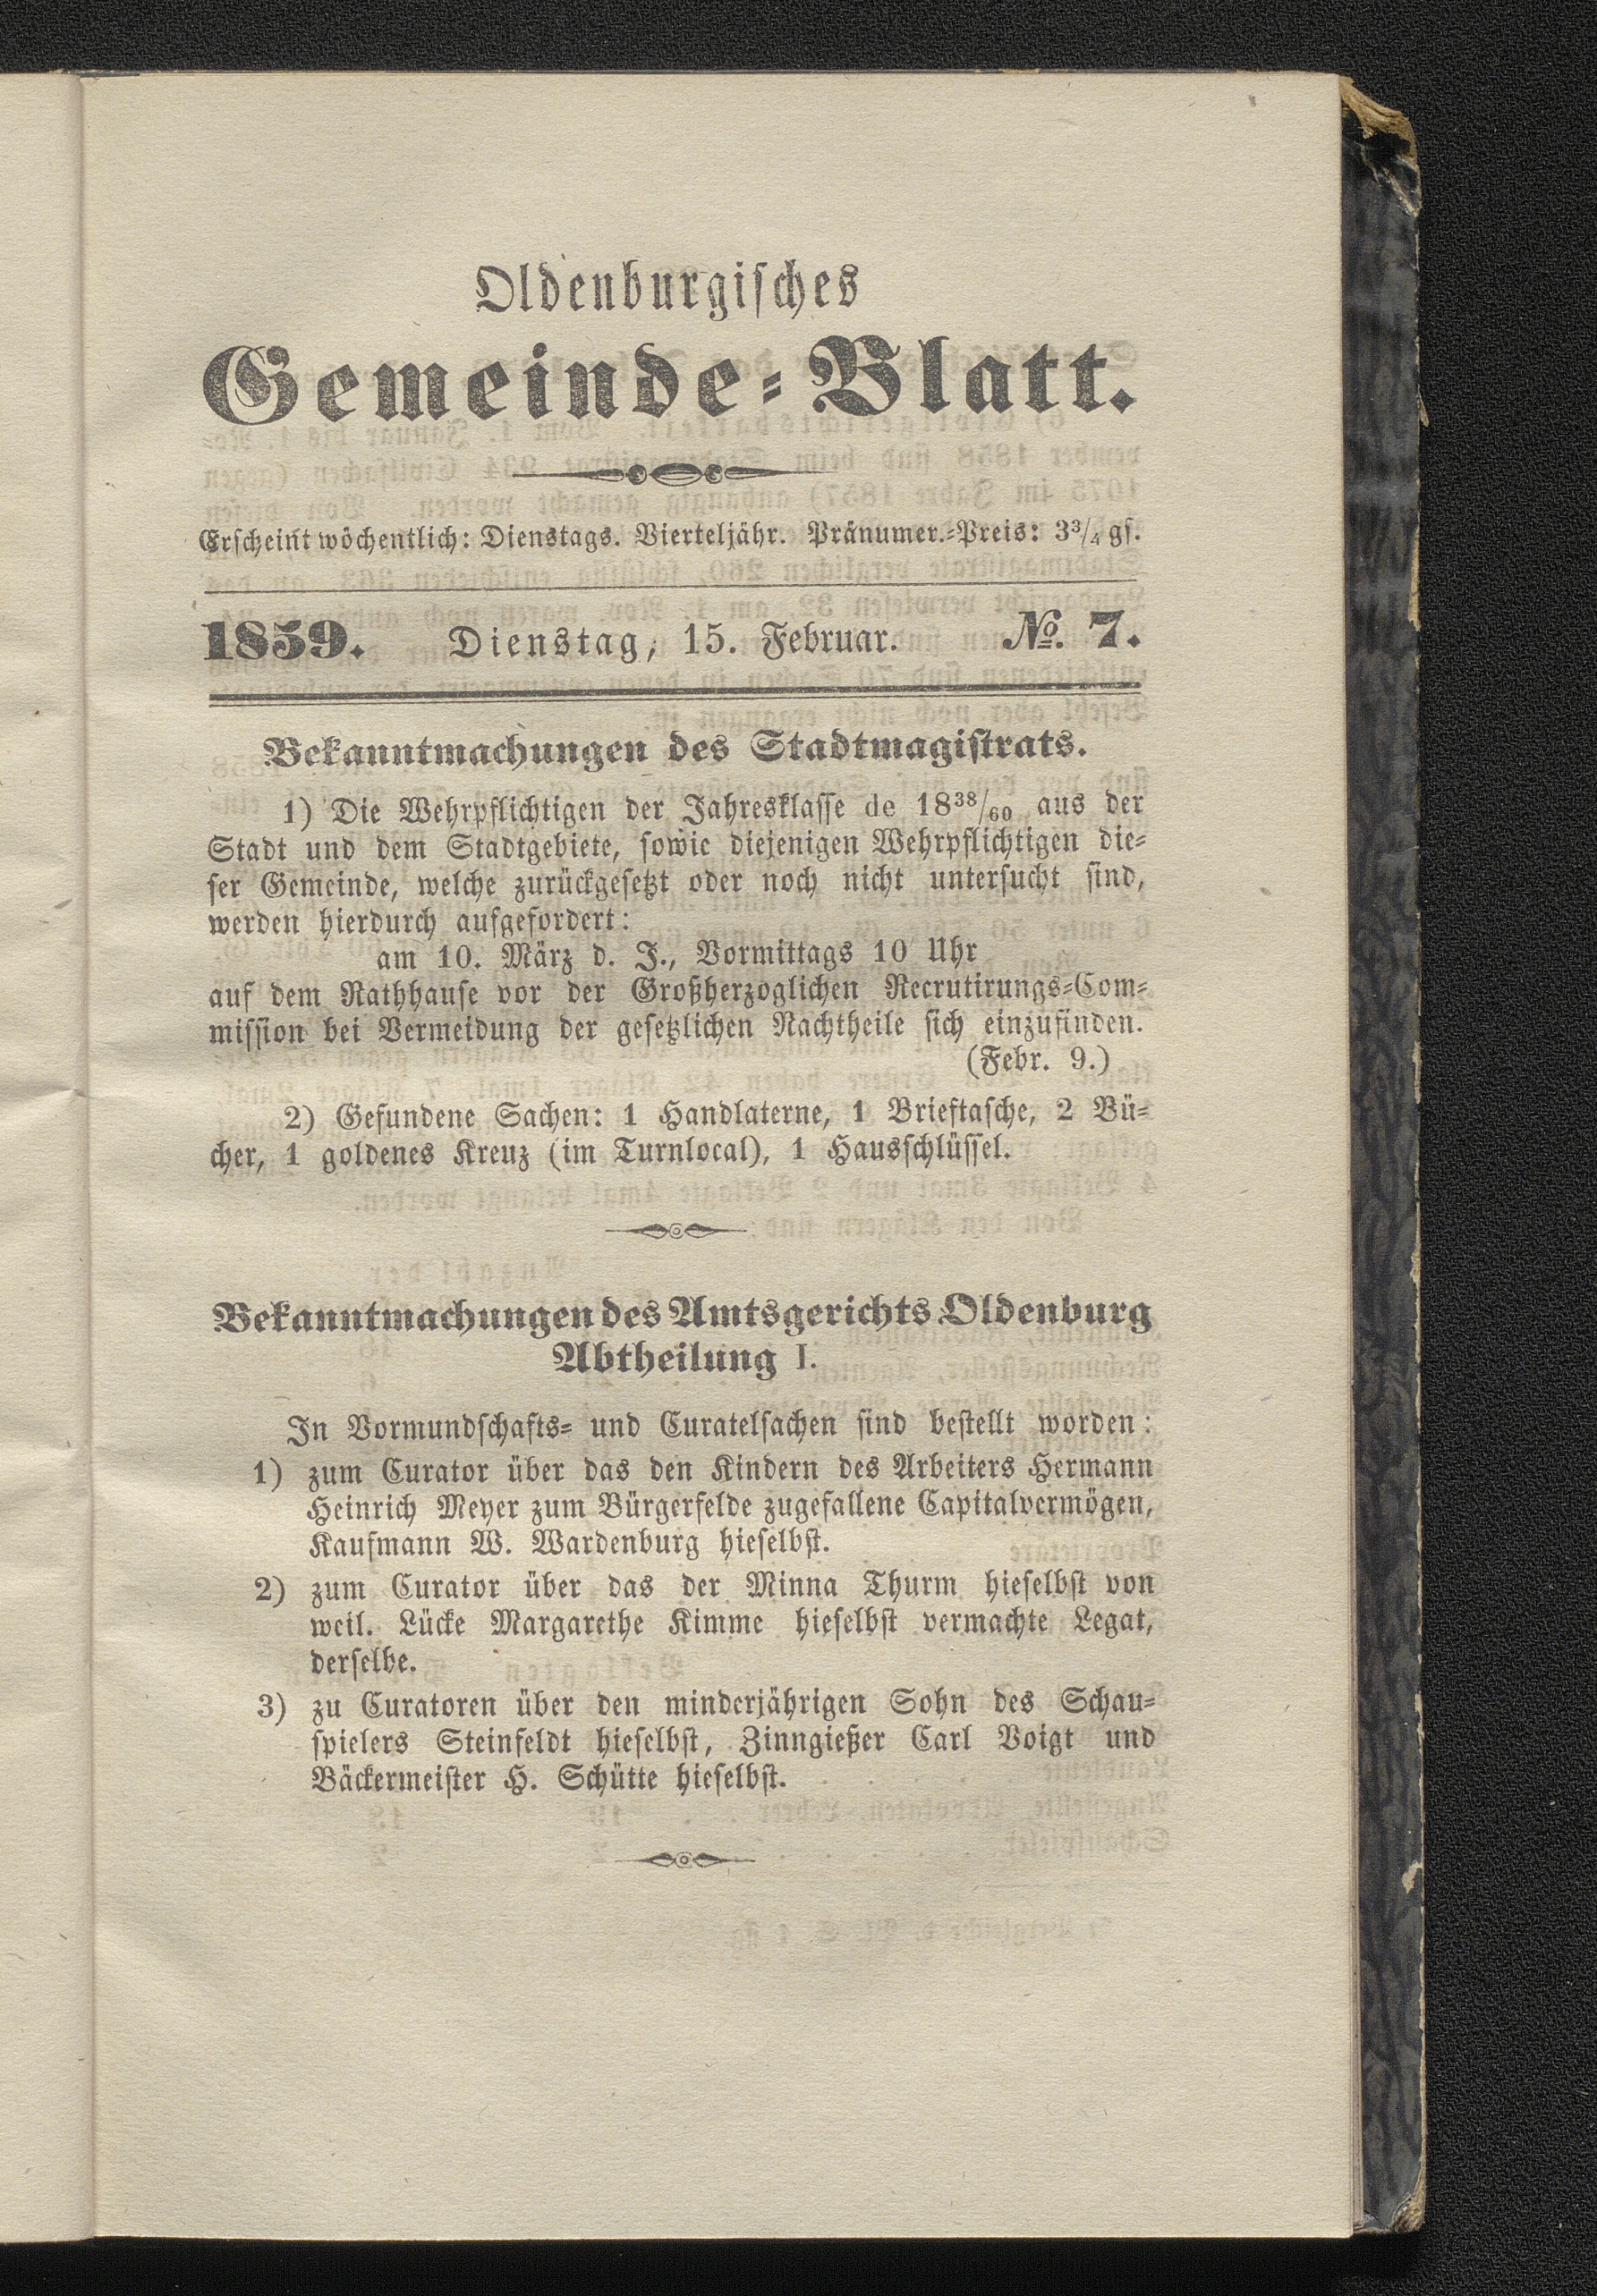 Oldenburgisches
Gemeinde-Blatt.
Erscheint wöchentlich: Dienstags. Vierteljähr. Pränumer.-Preis: 3³/₄ gs.
1859. Dienstag, 15. Februar. No. 7.
Bekanntmachungen des Stadtmagistrats.
1) Die Wehrpflichtigen der Jahresklasse de 18³⁸/₆₀ aus der
Stadt und dem Stadtgebiete, sowie diejenigen Wehrpflichtigen die-
ser Gemeinde, welche zurückgesetzt oder noch nicht untersucht sind,
werden hierdurch aufgefordert:
am 10. März d. J., Vormittags 10 Uhr
auf dem Rathhause vor der Großherzoglichen Recrutirungs-Com-
mission bei Vermeidung der gesetzlichen Nachtheile sich einzufinden.
(Febr. 9.)
2) Gefundene Sachen: 1 Handlaterne, 1 Brieftasche, 2 Bü-
cher, 1 goldenes Kreuz (im Turnlocal), 1 Hausschlüssel.
Bekanntmachungen des Amtsgerichts Oldenburg
Abtheilung I.
In Vormundschafts- und Curatelsachen sind bestellt worden:
1) zum Curator über das den Kindern des Arbeiters Hermann
Heinrich Meyer zum Bürgerfelde zugefallene Capitalvermögen,
Kaufmann W. Wardenburg hieselbst.
2) zum Curator über das der Minna Thurm hieselbst von
weil. Lücke Margarethe Kimme hieselbst vermachte Legat,
derselbe.
3) zu Curatoren über den minderjährigen Sohn des Schau-
spielers Steinfeldt hieselbst, Zinngießer Carl Voigt und
Bäckermeister H. Schütte hieselbst.